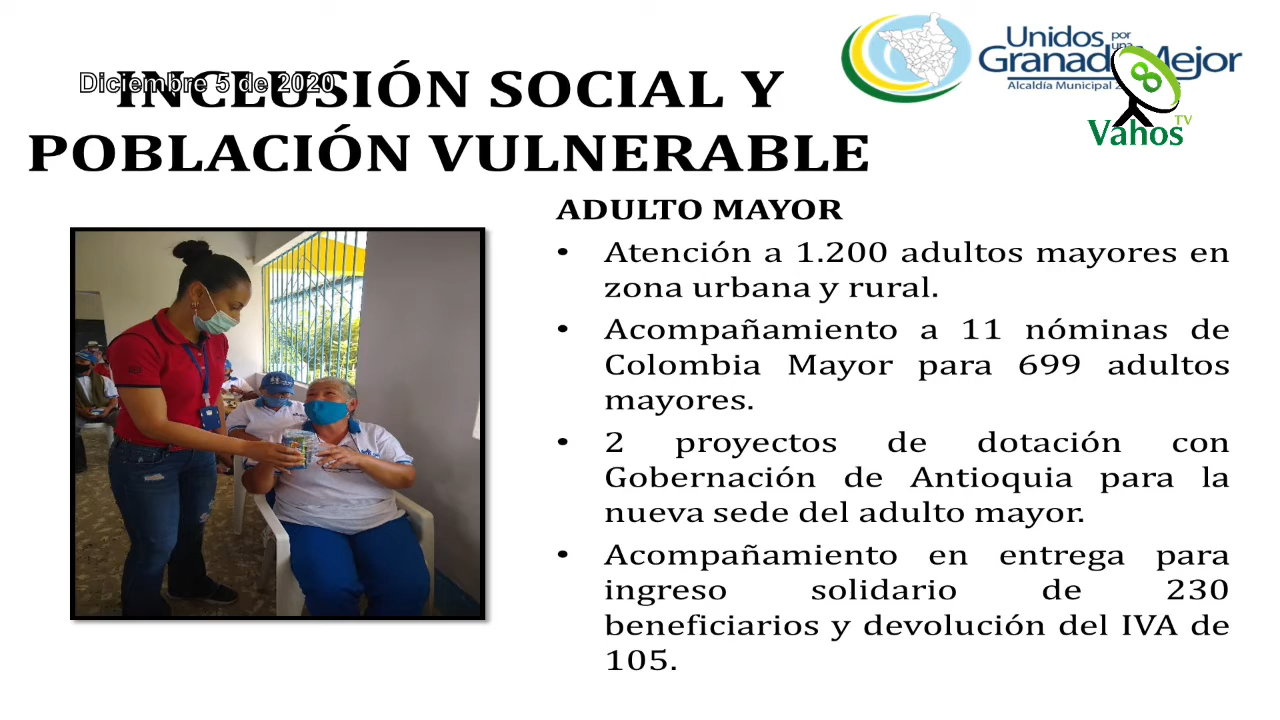 Diciembre 5 de 2020
INCLUSIÓN SOCIAL Y
POBLACIÓN VULNERABLE
Unidos por una
Granada Mejor
Alcaldía Municipal
Vahos TV
8
ADULTO MAYOR
• Atención a 1.200 adultos mayores en
zona urbana y rural.
• Acompañamiento a 11 nóminas de
Colombia Mayor para 699 adultos
mayores.
• 2 proyectos de dotación con
Gobernación de Antioquia para la
nueva sede del adulto mayor.
• Acompañamiento en entrega para
ingreso solidario de 230
beneficiarios y devolución del IVA de
105.